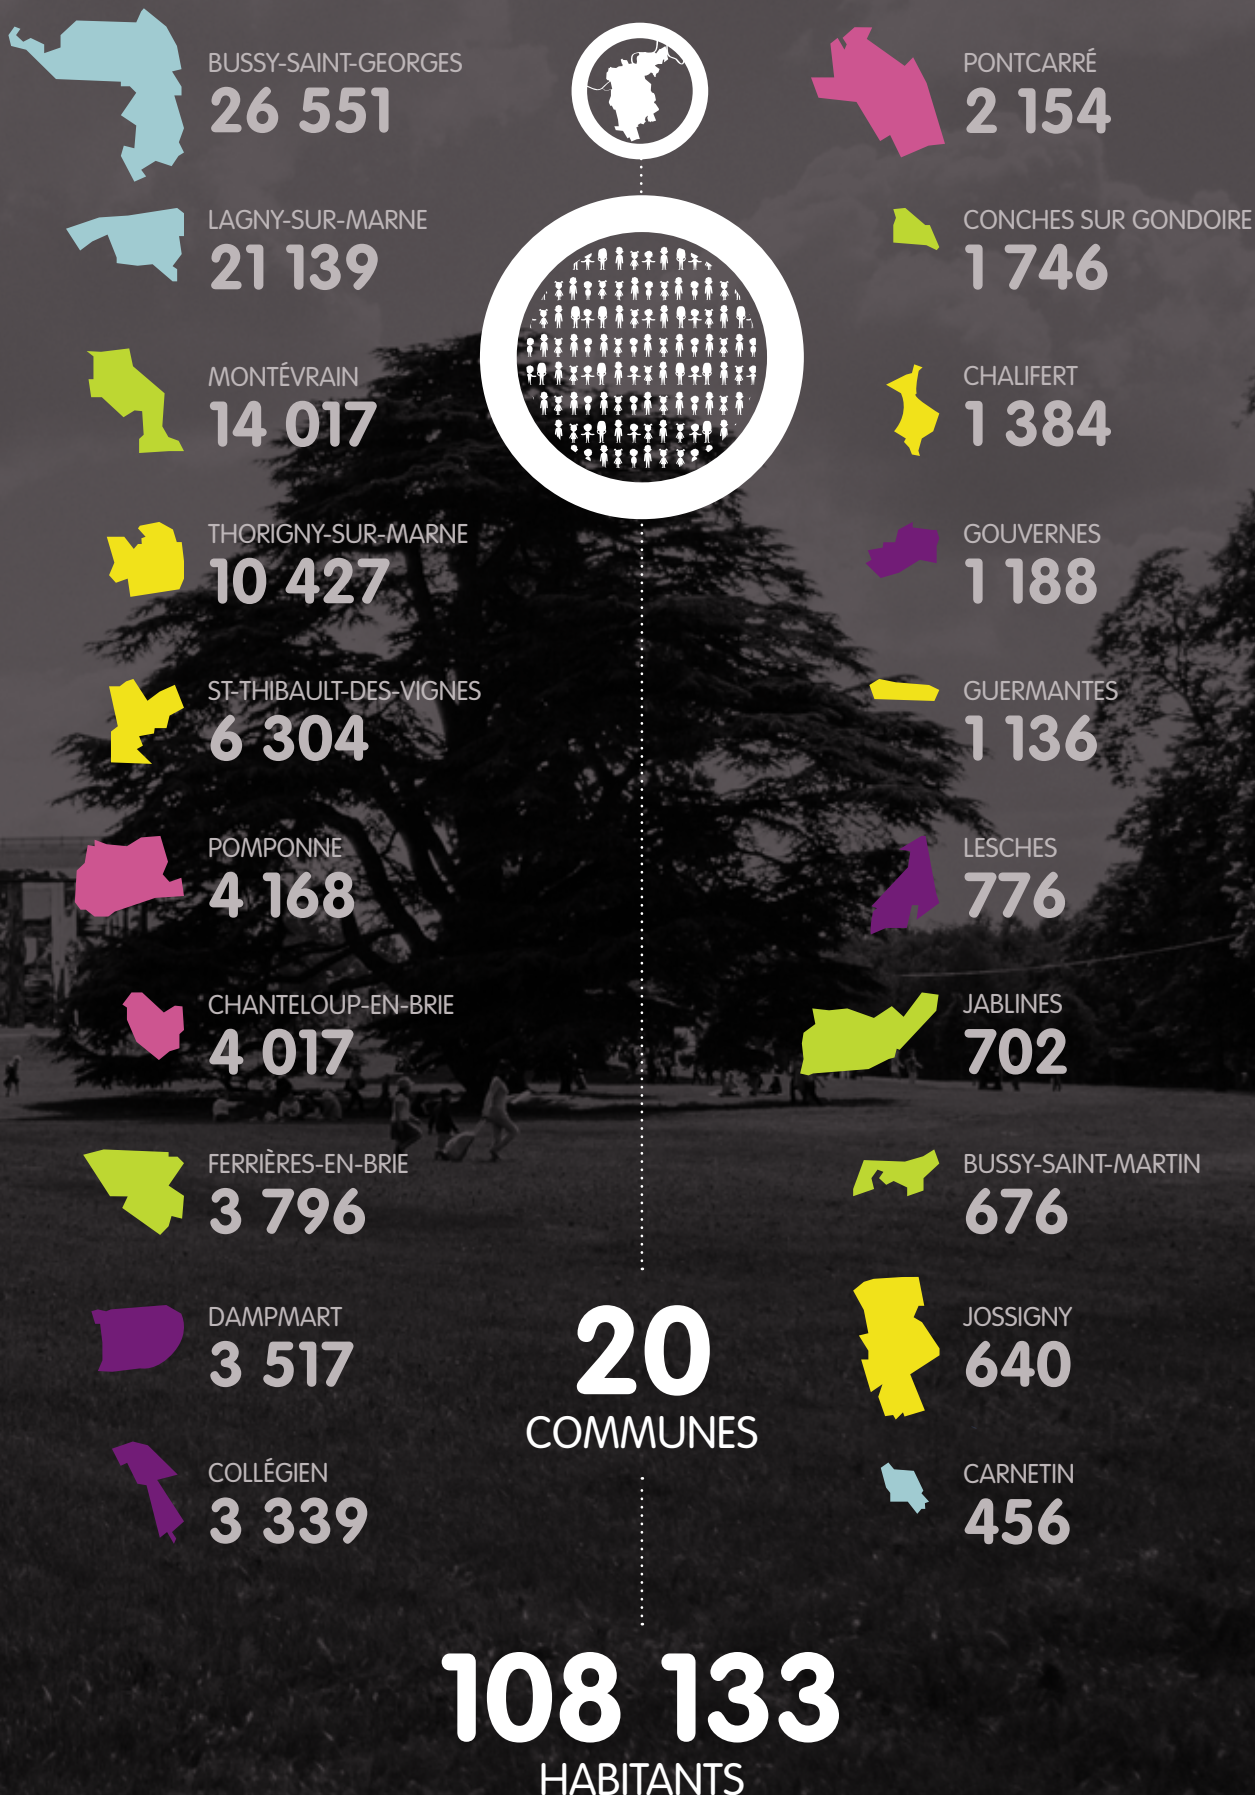 BUSSY-SAINT-GEORGES
26 551
LAGNY-SUR-MARNE
21 139
MONTÉVRAIN
14 017
THORIGNY-SUR-MARNE
10 427
ST-THIBAULT-DES-VIGNES
6 304
POMPONNE
4 168
CHANTELOUP-EN-BRIE
4 017
FERRIÈRES-EN-BRIE
3 796
DAMPMART
3 517
COLLÉGIEN
3 339
PONTCARRÉ
2 154
CONCHES SUR GONDOIRE
1 746
CHALIFERT
1 384
GOUVERNES
1 188
GUERMANTES
1 136
LESCHES
776
JABLINES
702
BUSSY-SAINT-MARTIN
676
JOSSIGNY
640
CARNETIN
456
20
COMMUNES
108 133
HABITANTS